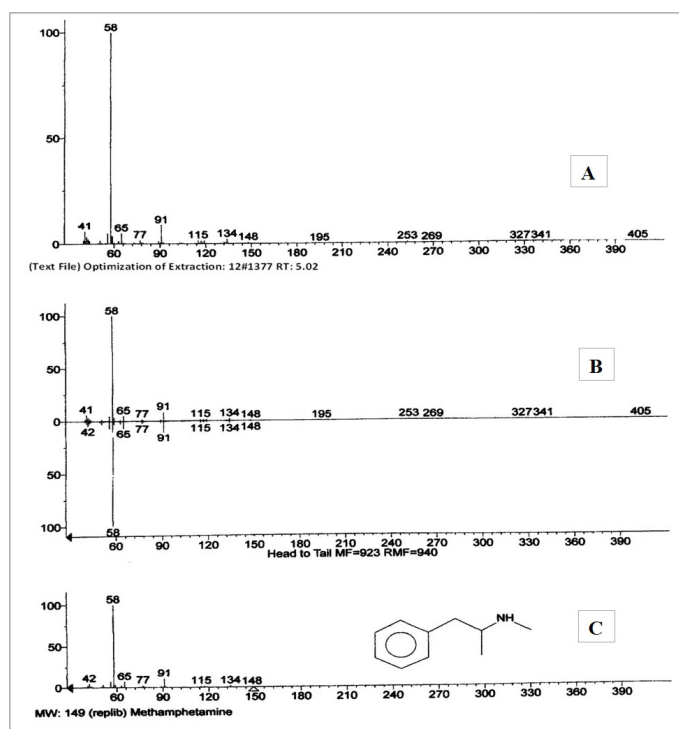 100
58
50
A
41 65 77 91 115 134 148 195 253 269 327 341 405
0
60 90 120 150 180 210 240 270 300 330 360 390
(Text File) Optimization of Extraction: 12#1377 RT: 5.02
58
100
50
B
41 65 77 91 115 134 148 195 253 269 327 341 405
0
42 65 77 91 115 134 148
50
100
58
60 90 120 150 180 210 240 270 300 330 360 390
Head to Tail MF=923 RMF=940
58
100
NH
50
C
42 65 77 91 115 134 148
0
60 90 120 150 180 210 240 270 300 330 360 390
MW: 149 (replib) Methamphetamine